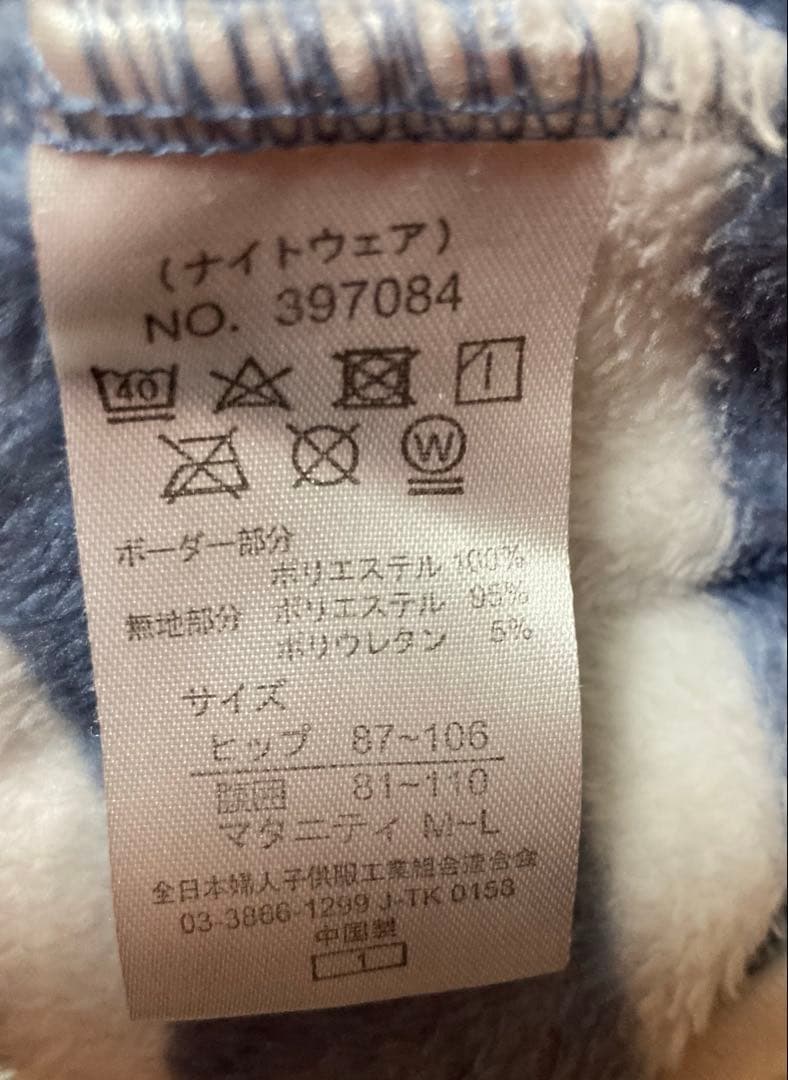 (ナイトウェア)
NO. 397084
40
W
ボーダー部分
ポリエステル 100%
無地部分 ポリエステル 95%
ポリウレタン 5%
サイズ
ヒップ 87~106
腹囲 81~110
マタニティ M~L
全日本婦人子供服工業組合連合会
03-3866-1299 J-TK 0158
中国製
1